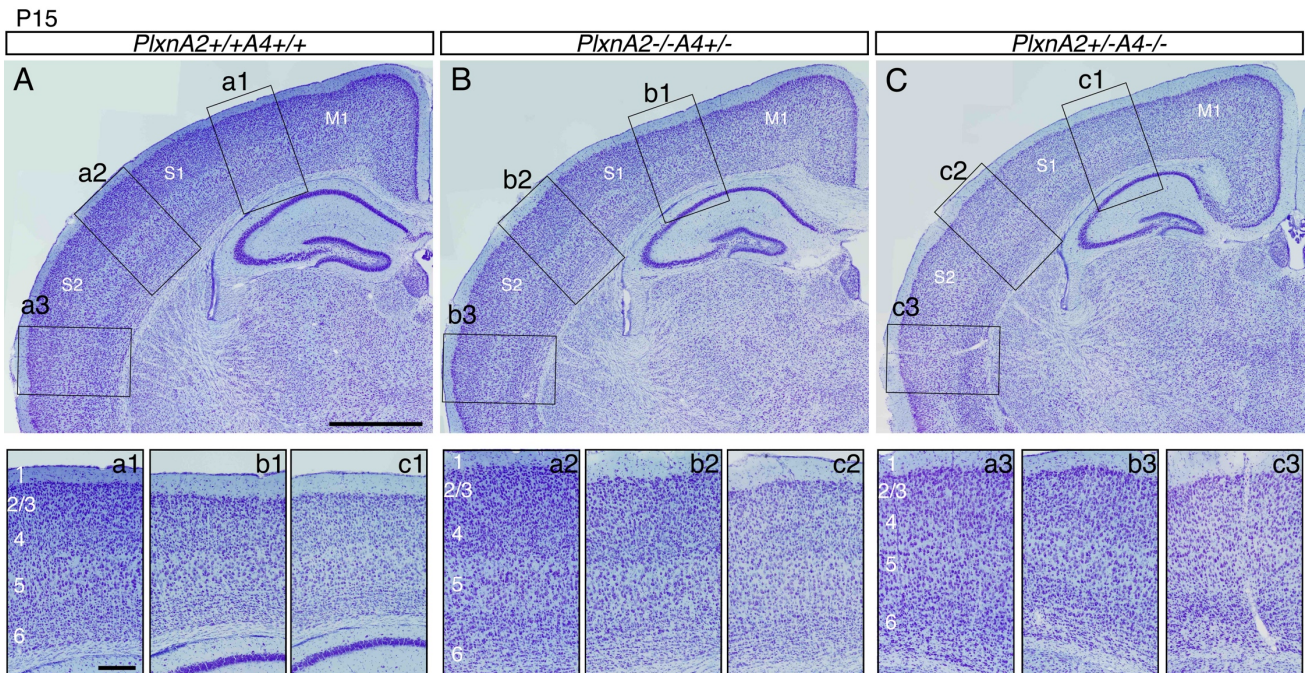 P15
PlxnA2+/+A4+/+
PlxnA2-/-A4+/-
PlxnA2+/-A4-/-
A
a1
M1
S1
a2
S2
a3
B
b1
M1
S1
b2
S2
b3
C
c1
M1
S1
c2
S2
c3
a1
1
2/3
4
5
6
b1
c1
a2
1
2/3
4
5
6
b2
c2
a3
1
2/3
4
5
6
b3
c3